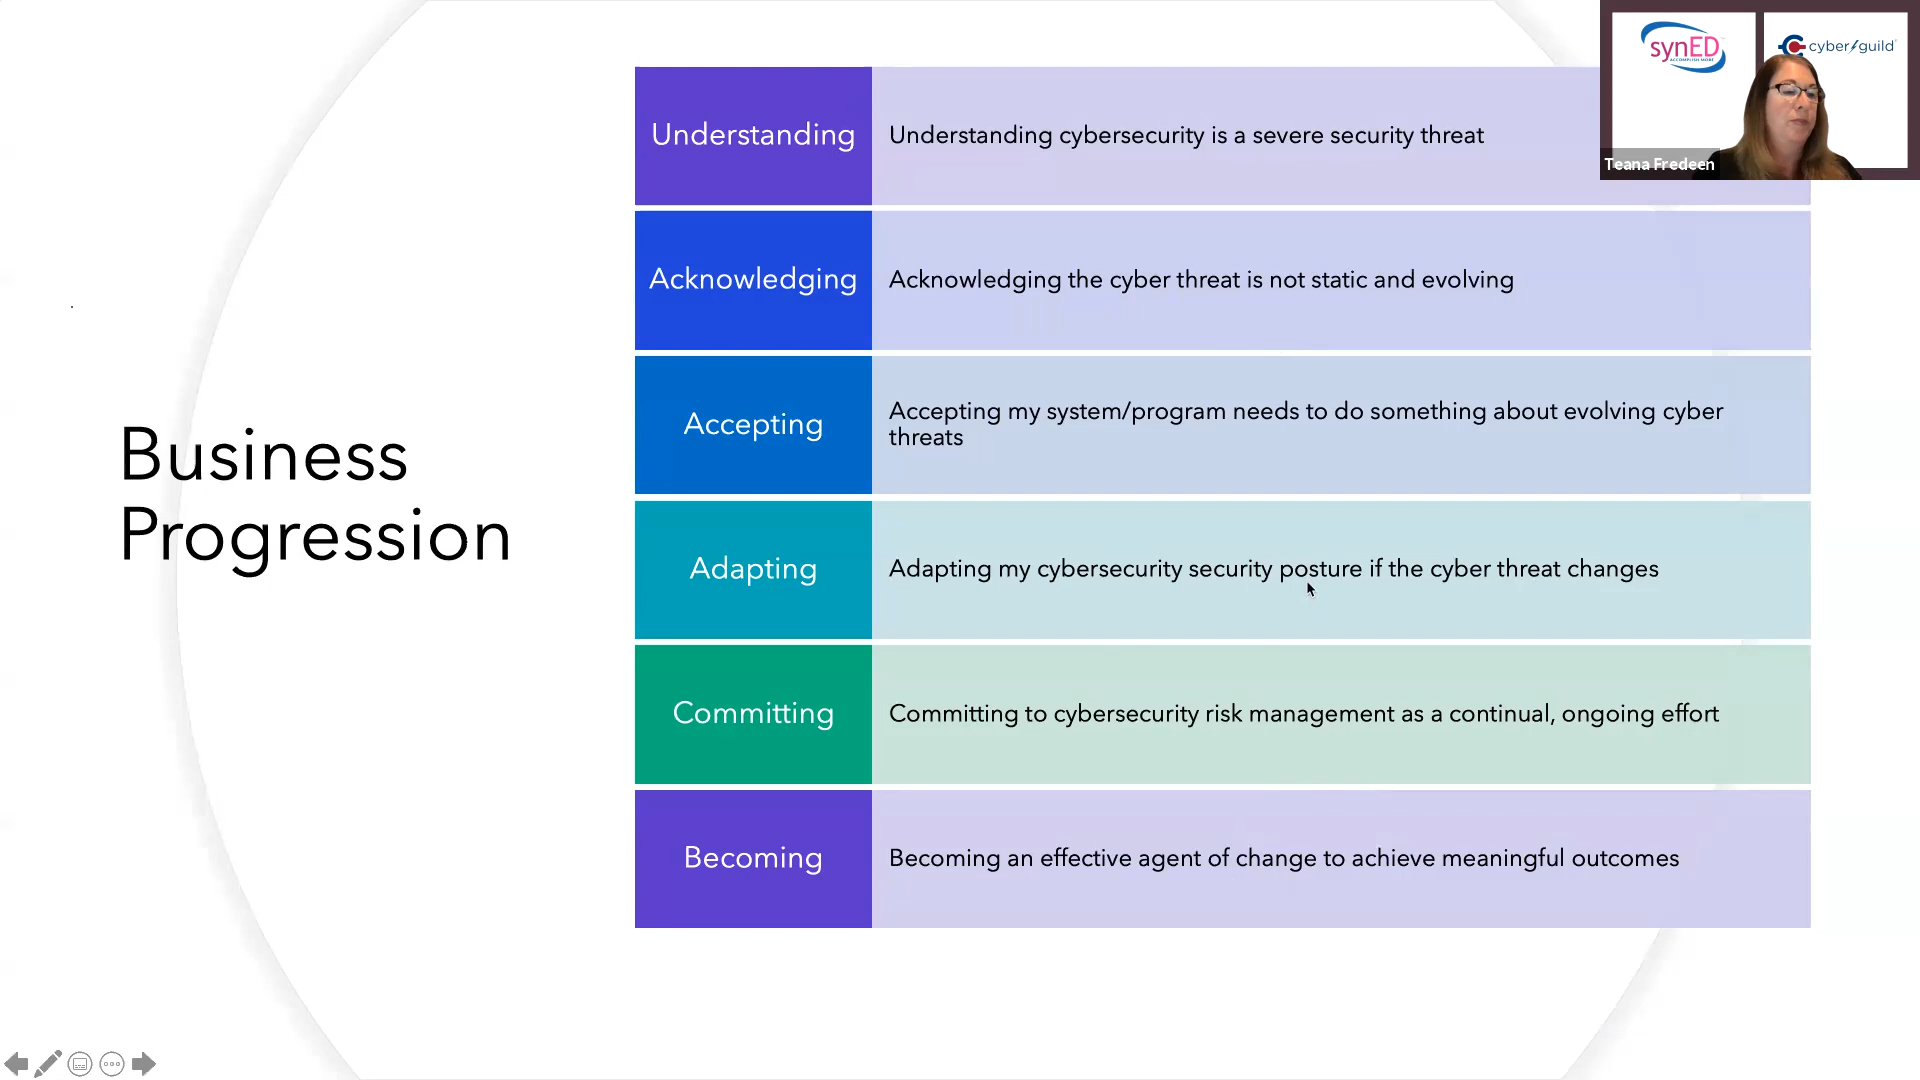 synED
ACCOMPLISH MORE
cyber guild
Teana Fredeen
Business
Progression
Understanding
Understanding cybersecurity is a severe security threat
Acknowledging
Acknowledging the cyber threat is not static and evolving
Accepting
Accepting my system/program needs to do something about evolving cyber
threats
Adapting
Adapting my cybersecurity security posture if the cyber threat changes
Committing
Committing to cybersecurity risk management as a continual, ongoing effort
Becoming
Becoming an effective agent of change to achieve meaningful outcomes